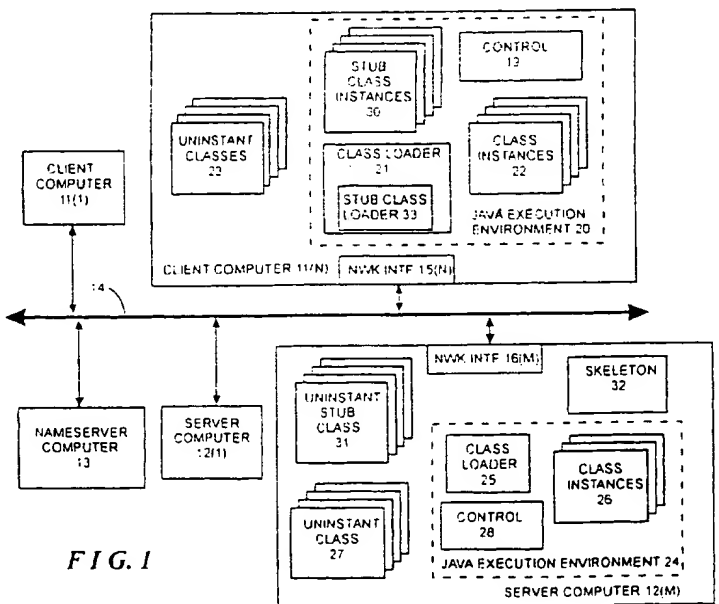 STUB
CLASS
INSTANCES
30
CONTROL
19
UNINSTANT
CLASSES
23
CLASS LOADER
21
STUB CLASS
LOADER 33
CLASS
INSTANCES
22
JAVA EXECUTION
ENVIRONMENT 20
CLIENT COMPUTER 11(N)
NWK INTF 15(N)
CLIENT
COMPUTER
11(1)
14
NWK INTF 16(M)
UNINSTANT
STUB
CLASS
31
SKELETON
32
NAMESERVER
COMPUTER
13
SERVER
COMPUTER
12(1)
CLASS
LOADER
25
CLASS
INSTANCES
26
UNINSTANT
CLASS
27
CONTROL
28
JAVA EXECUTION ENVIRONMENT 24
SERVER COMPUTER 12(M)
FIG. 1